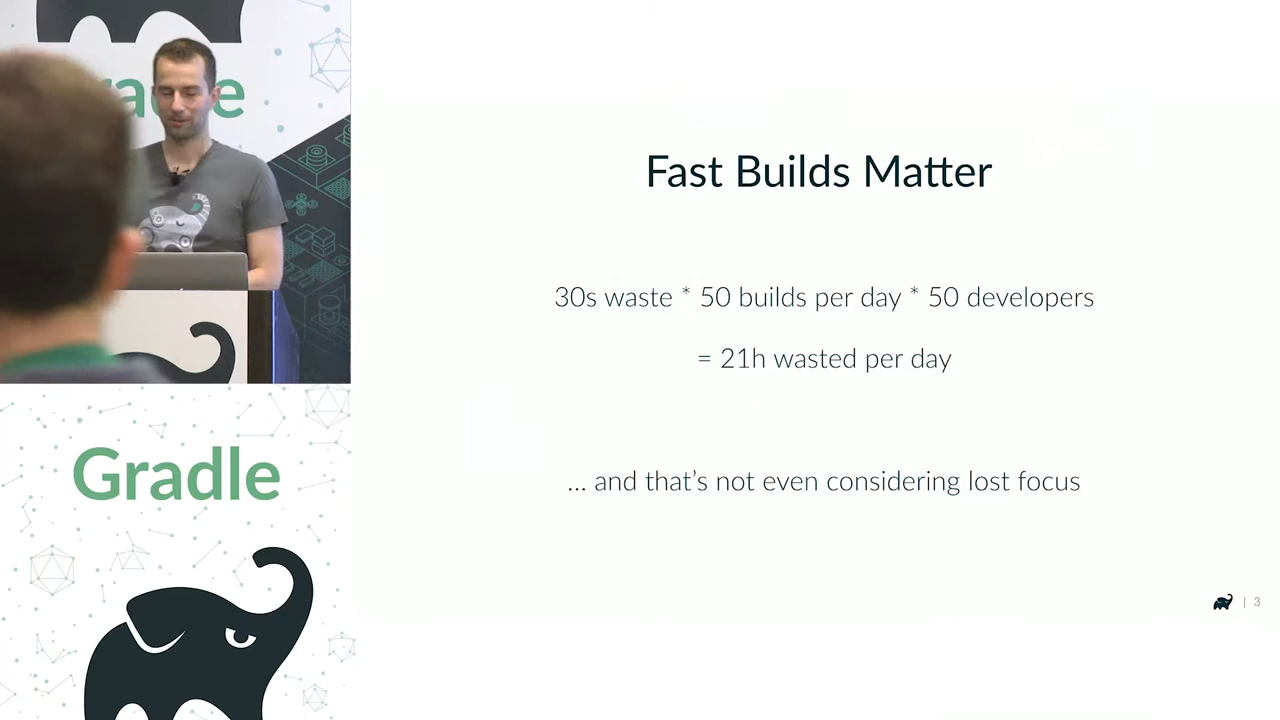 Gradle
Fast Builds Matter
30s waste * 50 builds per day * 50 developers
= 21h wasted per day
... and that's not even considering lost focus
| 3
Gradle